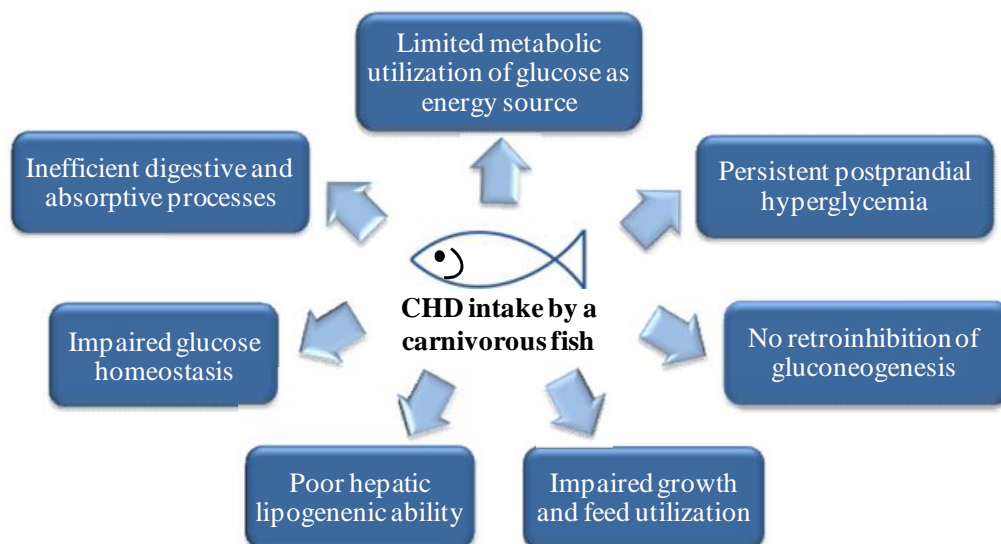 Limited metabolic
utilization of glucose as
energy source
Inefficient digestive and
absorptive processes
Persistent postprandial
hyperglycemia
CHD intake by a
carnivorous fish
Impaired glucose
homeostasis
No retroinhibition of
gluconeogenesis
Poor hepatic
lipogenenic ability
Impaired growth
and feed utilization